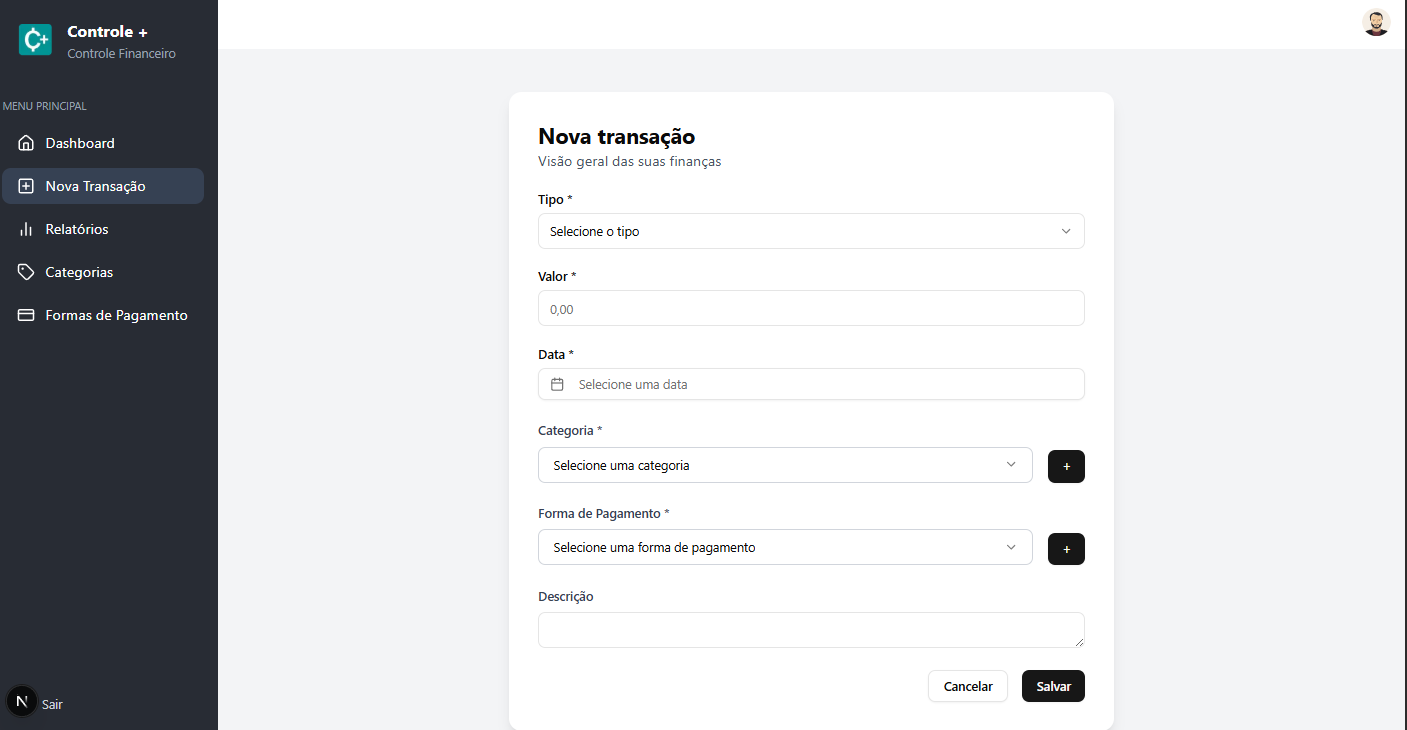 Controle +
Controle Financeiro
MENU PRINCIPAL
Dashboard
Nova Transação
Relatórios
Categorias
Formas de Pagamento
N
Sair
Nova transação
Visão geral das suas finanças
Tipo *
Selecione o tipo
Valor *
0,00
Data *
Selecione uma data
Categoria *
Selecione uma categoria
+
Forma de Pagamento *
Selecione uma forma de pagamento
+
Descrição
Cancelar
Salvar